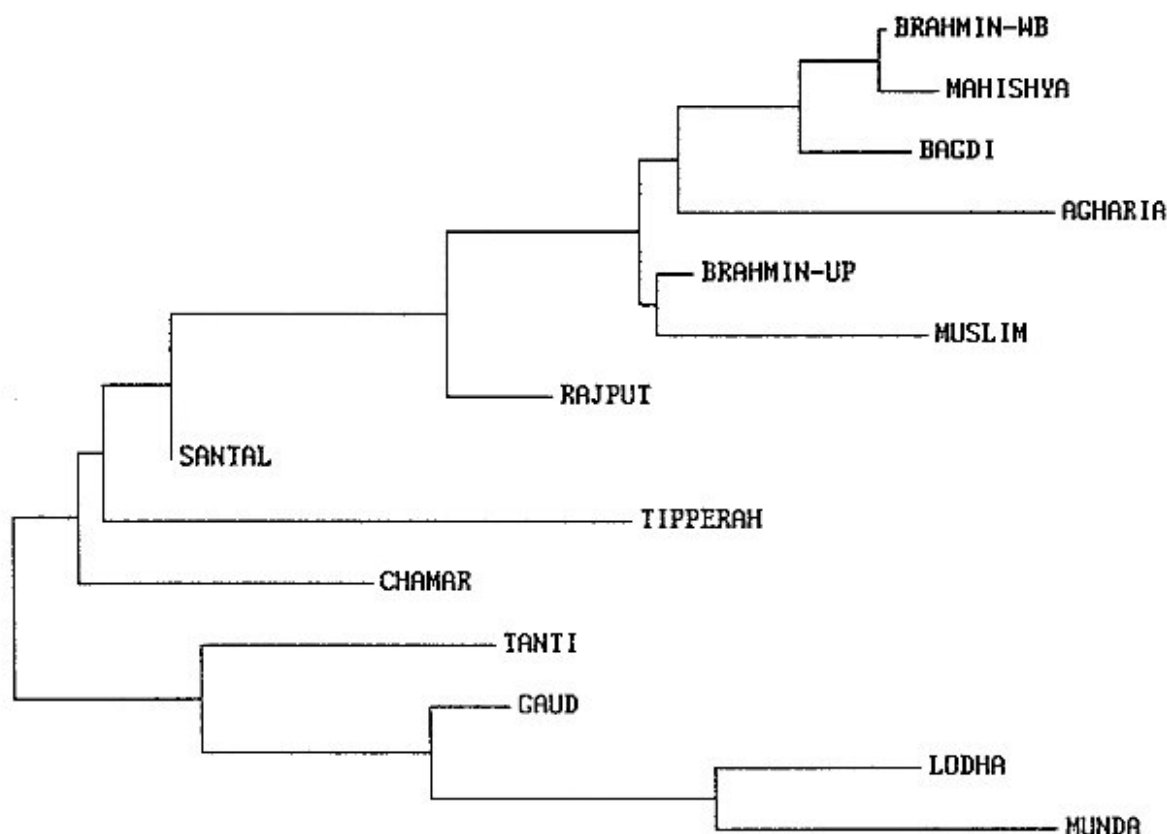 BRAHMIN-WB
MAHISHYA
BAGDI
AGHARIA
BRAHMIN-UP
MUSLIM
RAJPUT
SANTAL
TIPPERAH
CHAMAR
TANTI
GAUD
LODHA
MUNDA